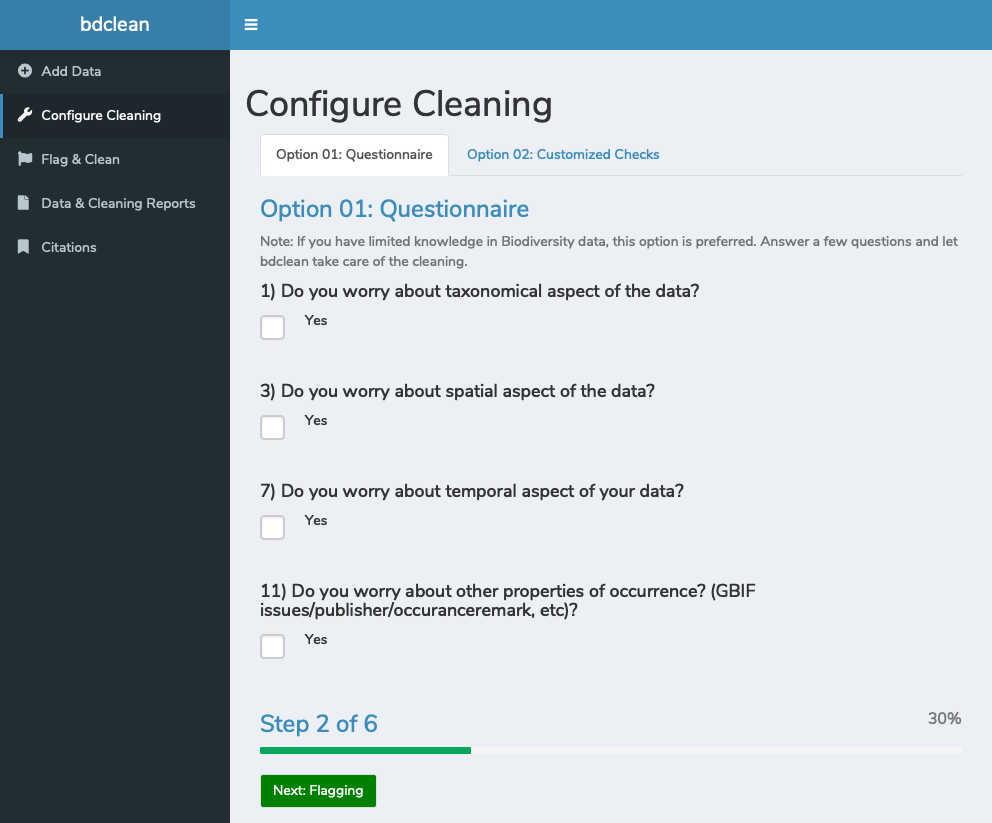 bdclean
Add Data
Configure Cleaning
Flag & Clean
Data & Cleaning Reports
Citations
Configure Cleaning
Option 01: Questionnaire
Option 02: Customized Checks
Option 01: Questionnaire
Note: If you have limited knowledge in Biodiversity data, this option is preferred. Answer a few questions and let
bdclean take care of the cleaning.
1) Do you worry about taxonomical aspect of the data?
Yes
3) Do you worry about spatial aspect of the data?
Yes
7) Do you worry about temporal aspect of your data?
Yes
11) Do you worry about other properties of occurrence? (GBIF
issues/publisher/occuranceremark, etc)?
Yes
Step 2 of 6
30%
Next: Flagging